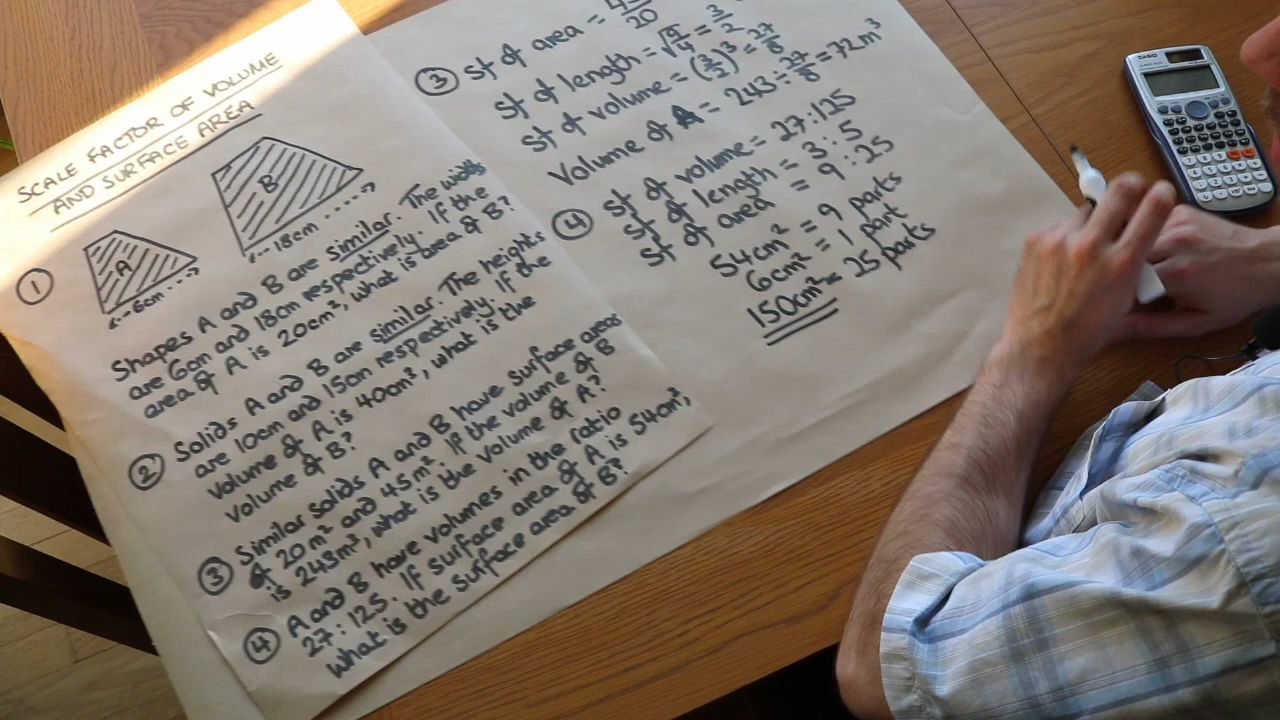 SCALE FACTOR OF VOLUME
AND SURFACE AREA
①
A
B
6cm
18cm
Shapes A and B are similar. The widths
are 6cm and 18cm respectively. If the
area of A is 20cm², what is area of B?
② Solids A and B are similar. The heights
are 10cm and 15cm respectively. If the
volume of A is 40cm³, what is the
volume of B?
③ Similar solids A and B have surface areas
of 20m² and 45m². If the volume of B
is 243m³, what is the volume of A?
④ A and B have volumes in the ratio
27:125. If surface area of A is 54cm²,
what is the surface area of B?
③ sf of area = 45/20
sf of length = √9/4 = 3/2
sf of volume = (3/2)³ = 27/8
Volume of A = 243 ÷ 27/8 = 72m³
④ sf of volume = 27:125
sf of length = 3:5
sf of area = 9:25
54cm² = 9 parts
6cm² = 1 part
150cm² = 25 parts
CASIO